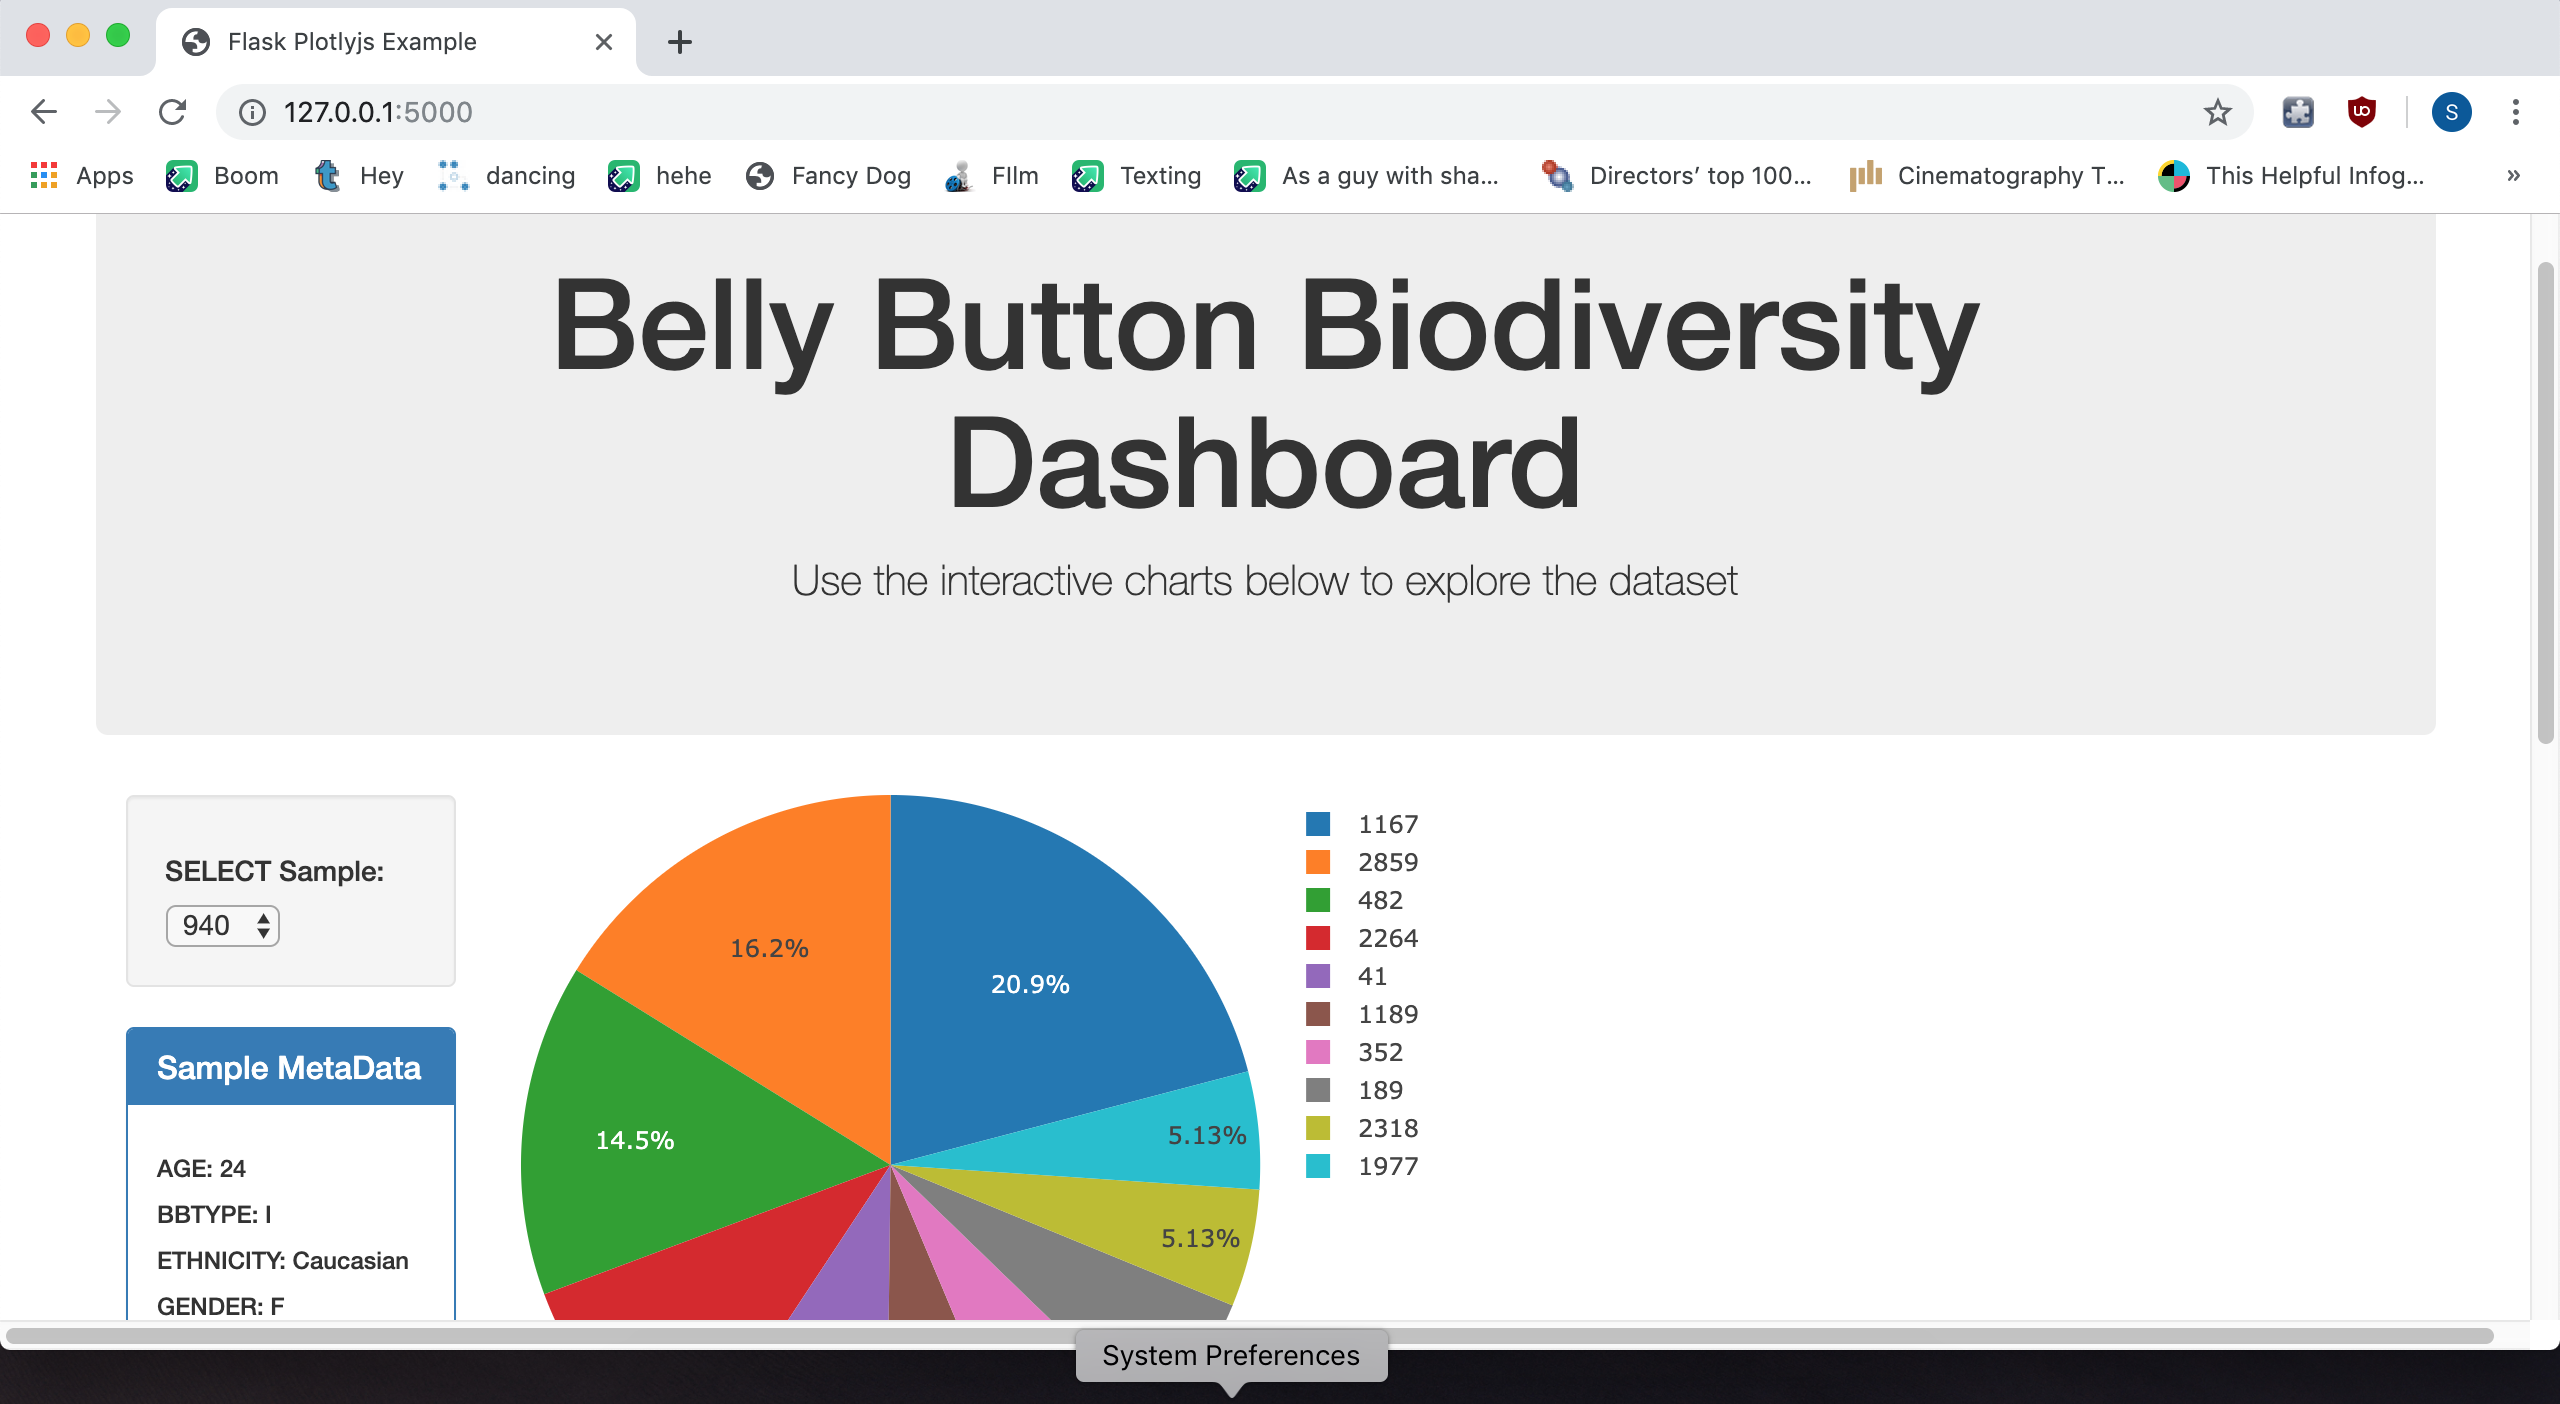 Flask Plotlyjs Example
127.0.0.1:5000
S
Apps Boom Hey dancing hehe Fancy Dog FIlm Texting As a guy with sha... Directors’ top 100... Cinematography T... This Helpful Infog... »
Belly Button Biodiversity
Dashboard
Use the interactive charts below to explore the dataset
SELECT Sample:
940
Sample MetaData
AGE: 24
BBTYPE: I
ETHNICITY: Caucasian
GENDER: F
16.2%
20.9%
14.5%
5.13%
5.13%
1167
2859
482
2264
41
1189
352
189
2318
1977
System Preferences